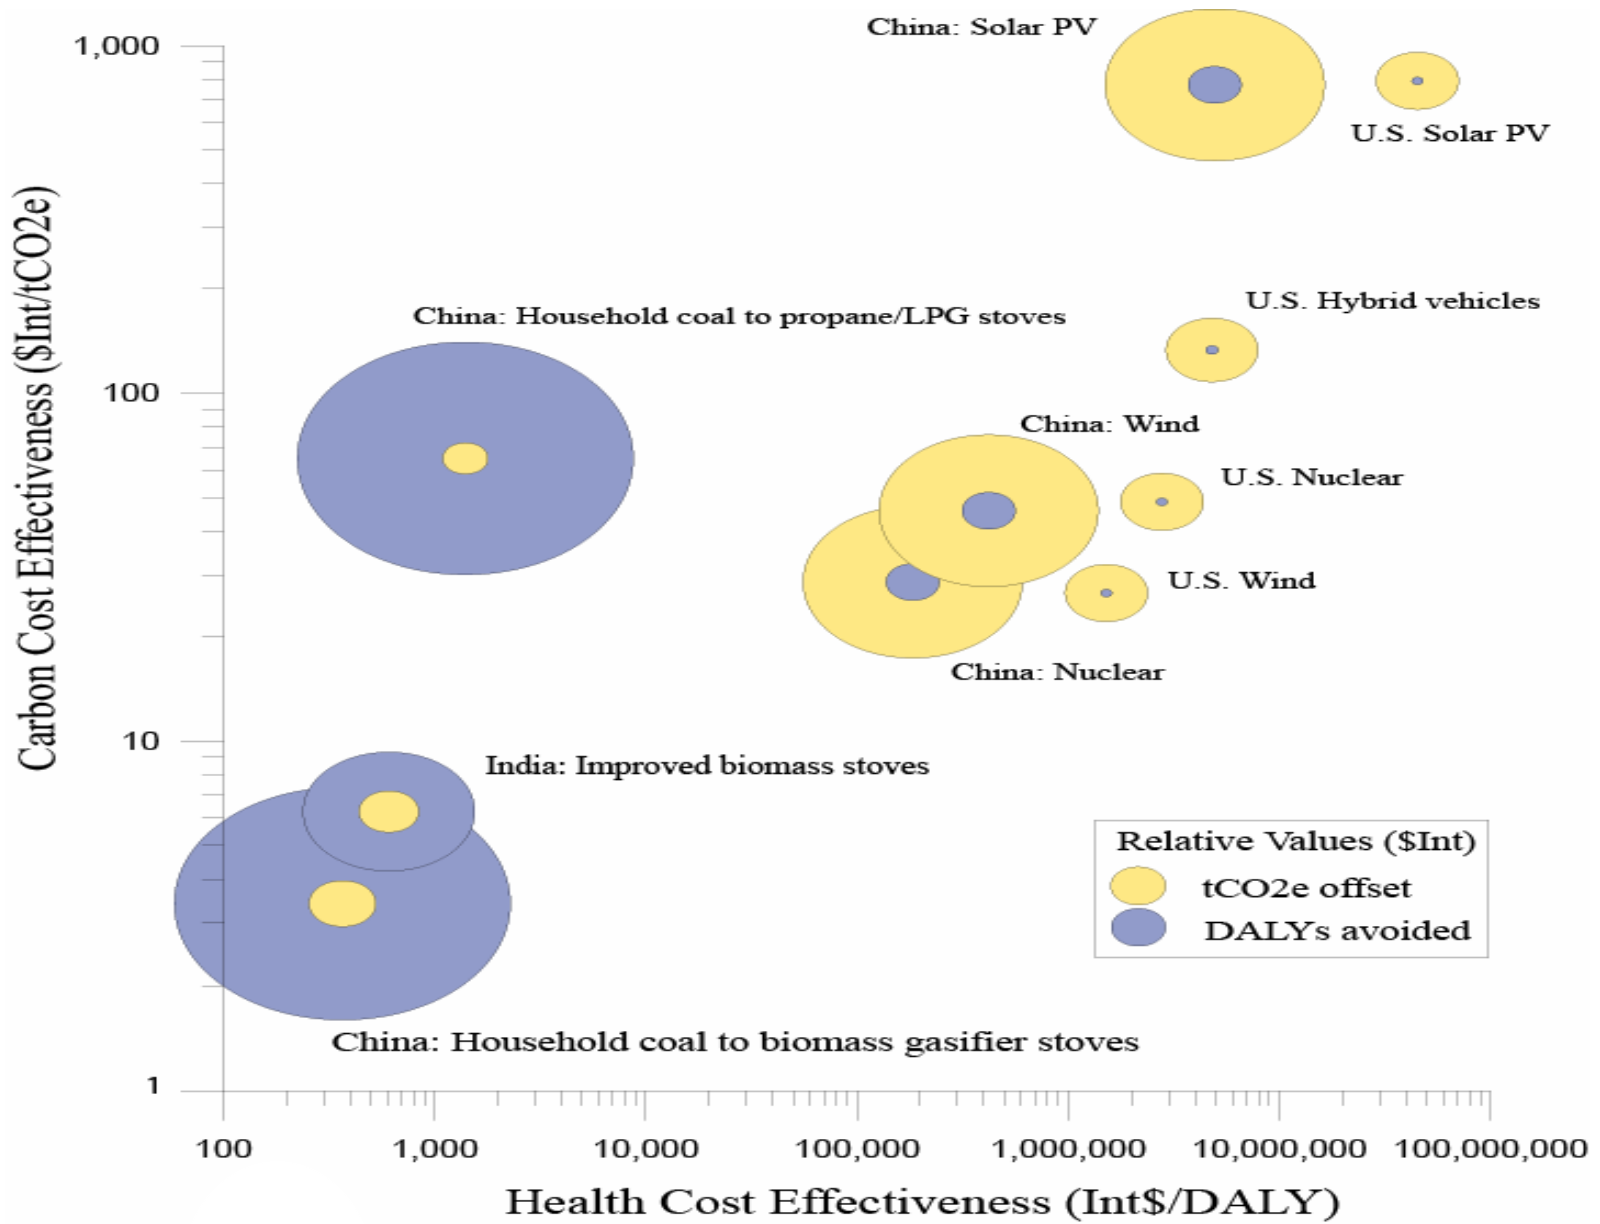 China: Solar PV
1,000
U.S. Solar PV
U.S. Hybrid vehicles
China: Household coal to propane/LPG stoves
100
China: Wind
U.S. Nuclear
U.S. Wind
China: Nuclear
Carbon Cost Effectiveness ($Int/tCO2e)
10
India: Improved biomass stoves
Relative Values ($Int)
tCO2e offset
DALYs avoided
China: Household coal to biomass gasifier stoves
1
100 1,000 10,000 100,000 1,000,000 10,000,000 100,000,000
Health Cost Effectiveness (Int$/DALY)